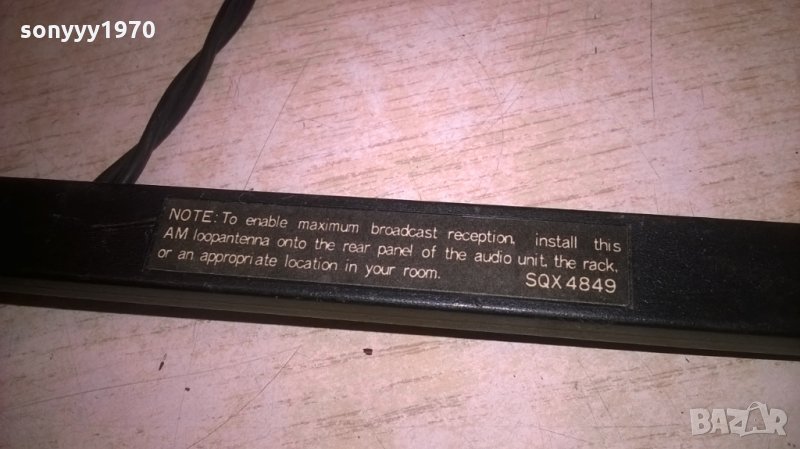 sonyyy1970
NOTE: To enable maximum broadcast reception, install this
AM loopantenna onto the rear panel of the audio unit, the rack,
or an appropriate location in your room. SQX4849
BAZAR